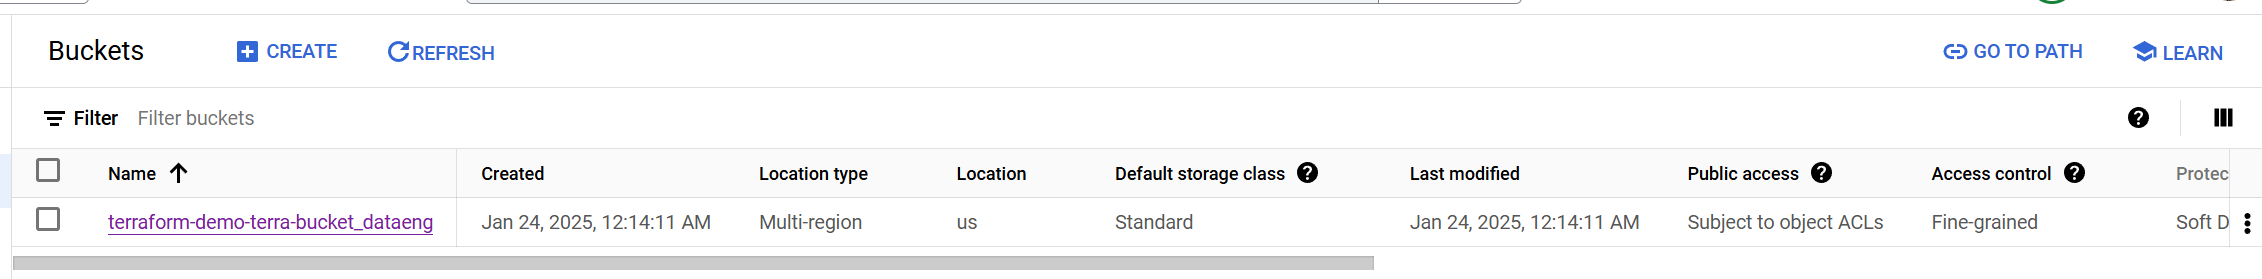 Buckets CREATE REFRESH GO TO PATH LEARN
Filter Filter buckets
Name Created Location type Location Default storage class Last modified Public access Access control Protec
terraform-demo-terra-bucket_dataeng Jan 24, 2025, 12:14:11 AM Multi-region us Standard Jan 24, 2025, 12:14:11 AM Subject to object ACLs Fine-grained Soft D